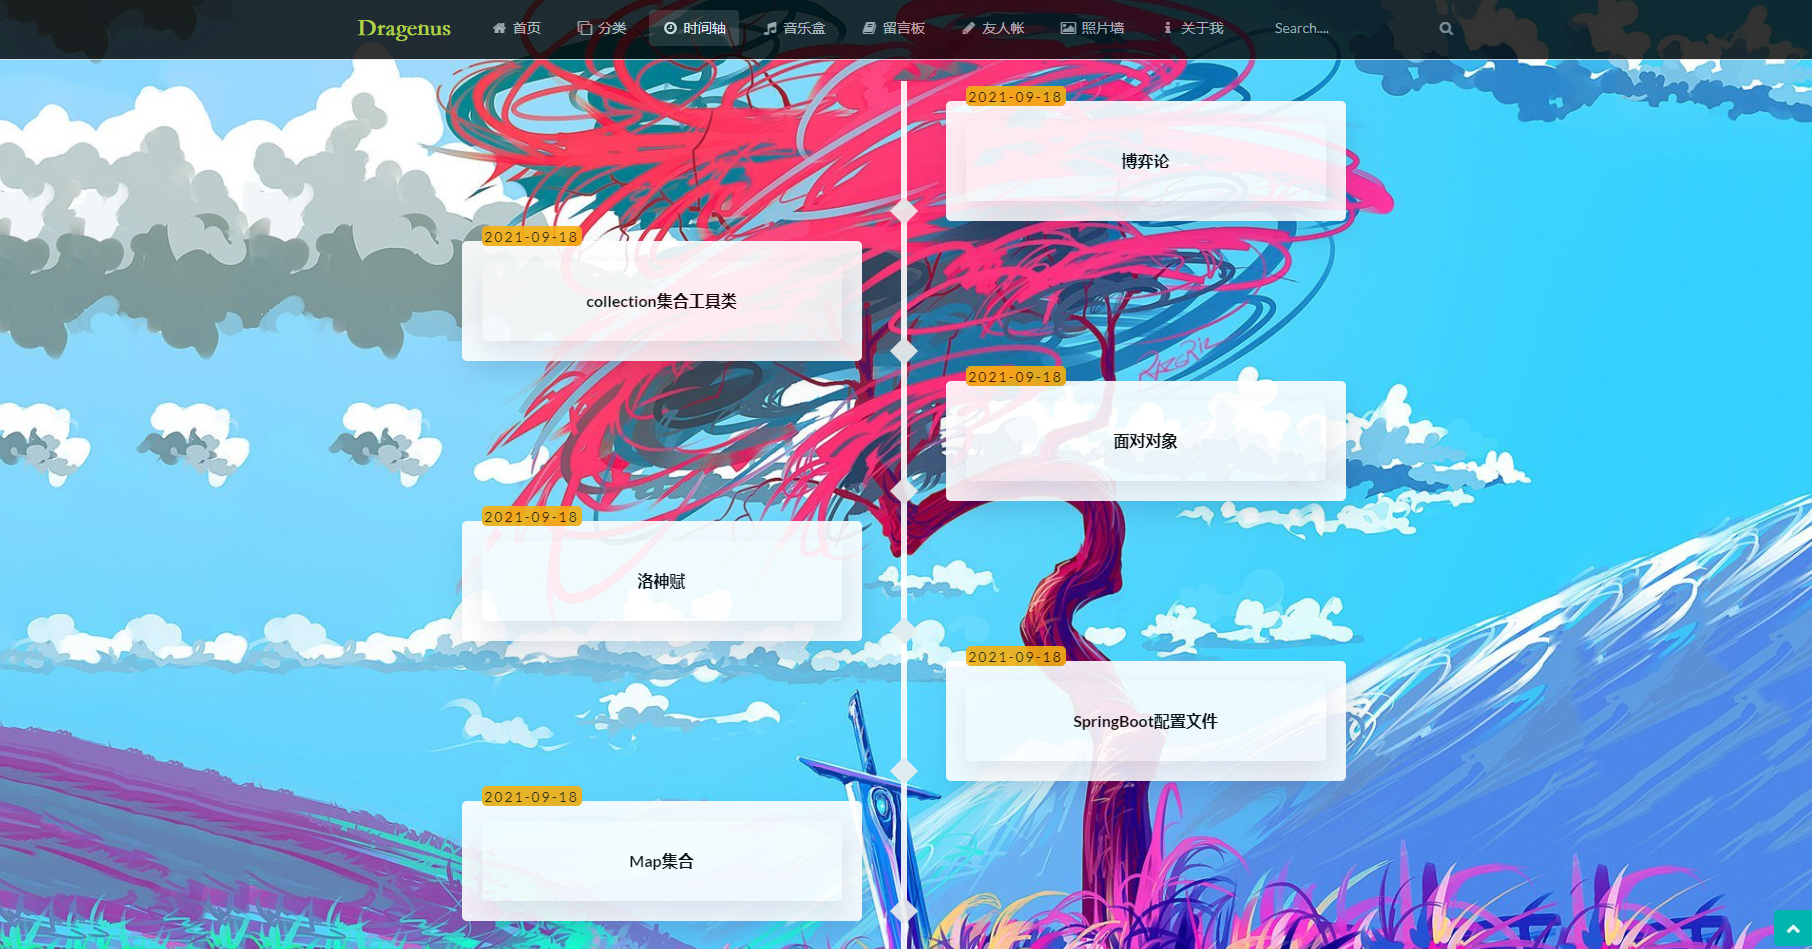 Dragenus 首页 分类 时间轴 音乐盒 留言板 友人帐 照片墙 关于我 Search....
2021-09-18
博弈论
2021-09-18
collection集合工具类
RAZGRIZ
2021-09-18
面对对象
2021-09-18
洛神赋
2021-09-18
SpringBoot配置文件
2021-09-18
Map集合